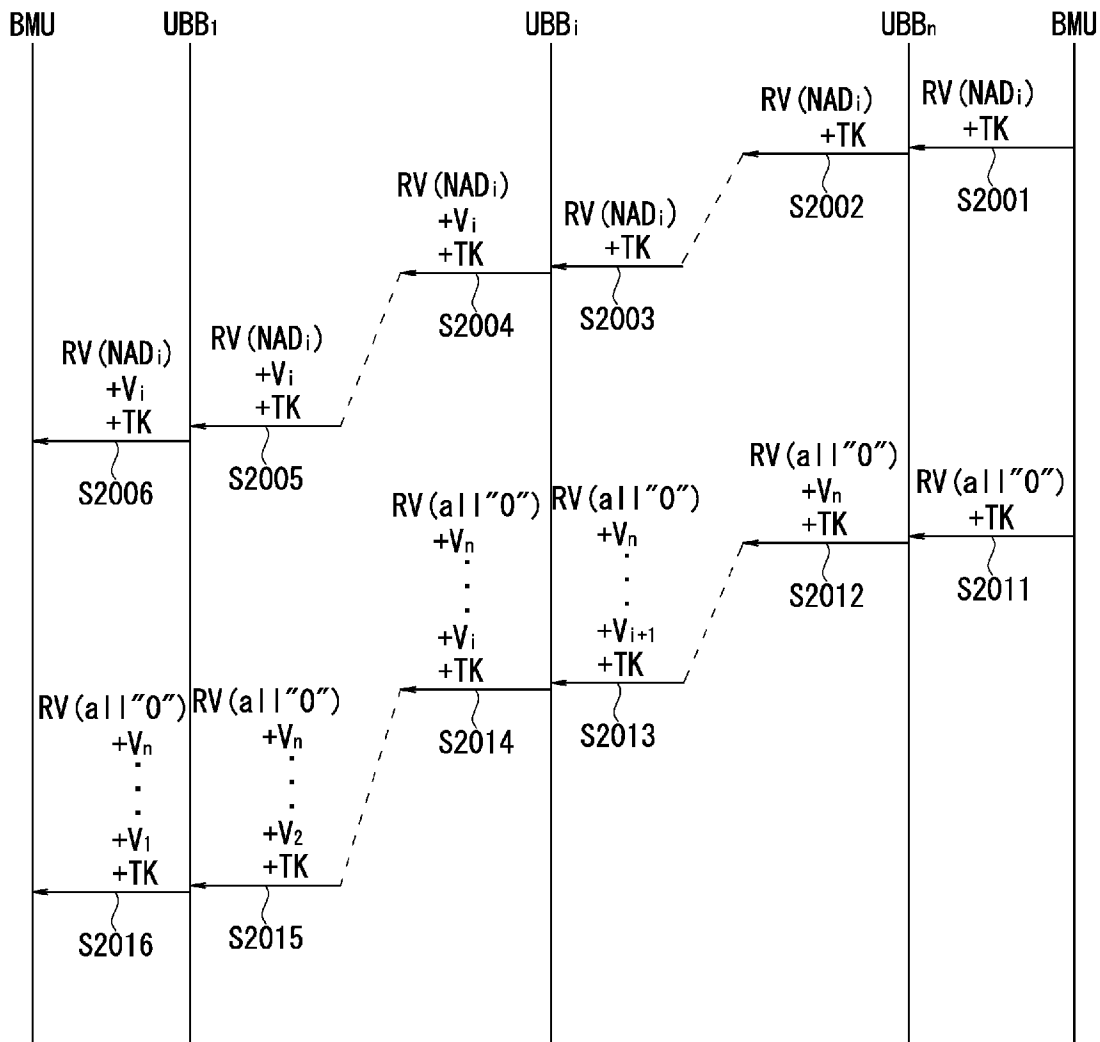 BMU UBB₁ UBBᵢ UBBₙ BMU
RV(NADᵢ)
+TK
S2001
RV(NADᵢ)
+TK
S2002
RV(NADᵢ)
+TK
S2003
RV(NADᵢ)
+Vᵢ
+TK
S2004
RV(NADᵢ)
+Vᵢ
+TK
S2005
RV(NADᵢ)
+Vᵢ
+TK
S2006
RV(all"0")
+TK
S2011
RV(all"0")
+Vₙ
+TK
S2012
RV(all"0")
+Vₙ
+Vᵢ₊₁
+TK
S2013
RV(all"0")
+Vₙ
+Vᵢ
+TK
S2014
RV(all"0")
+Vₙ
+V₂
+TK
S2015
RV(all"0")
+Vₙ
+V₁
+TK
S2016